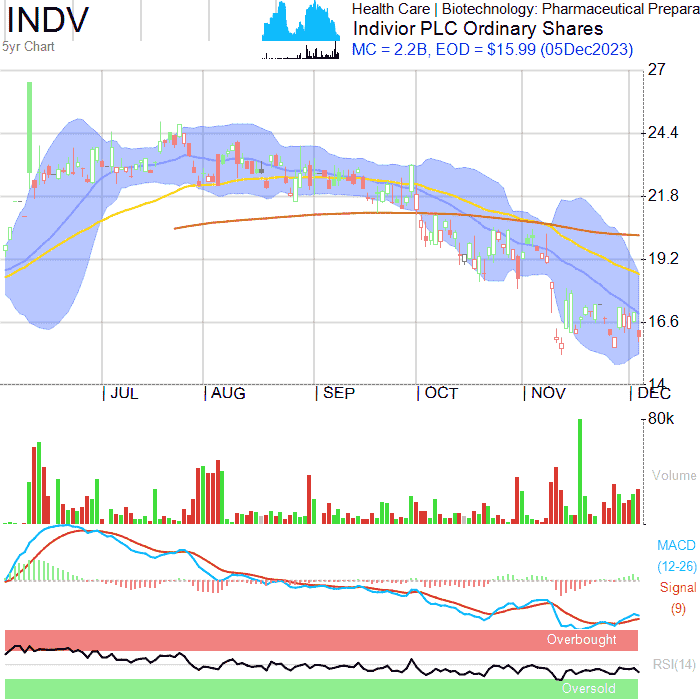 INDV
5yr Chart
Health Care | Biotechnology: Pharmaceutical Prepara
Indivior PLC Ordinary Shares
MC = 2.2B, EOD = $15.99 (05Dec2023)
27
24.4
21.8
19.2
16.6
14
JUL AUG SEP OCT NOV DEC
80k
Volume
MACD
(12-26)
Signal
(9)
Overbought
RSI(14)
Oversold